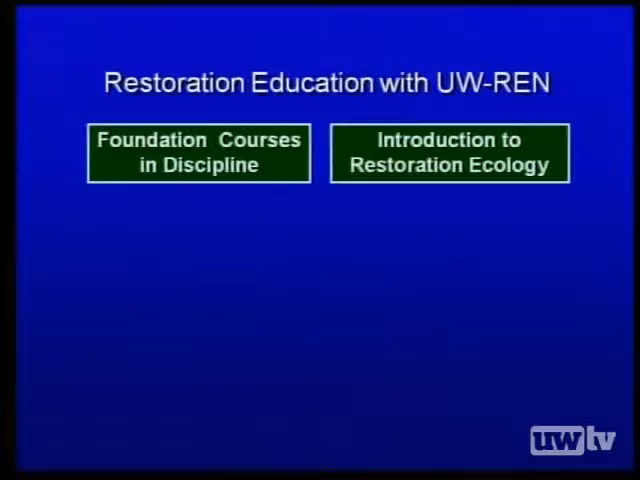 Restoration Education with UW-REN
Foundation Courses
in Discipline
Introduction to
Restoration Ecology
uwtv